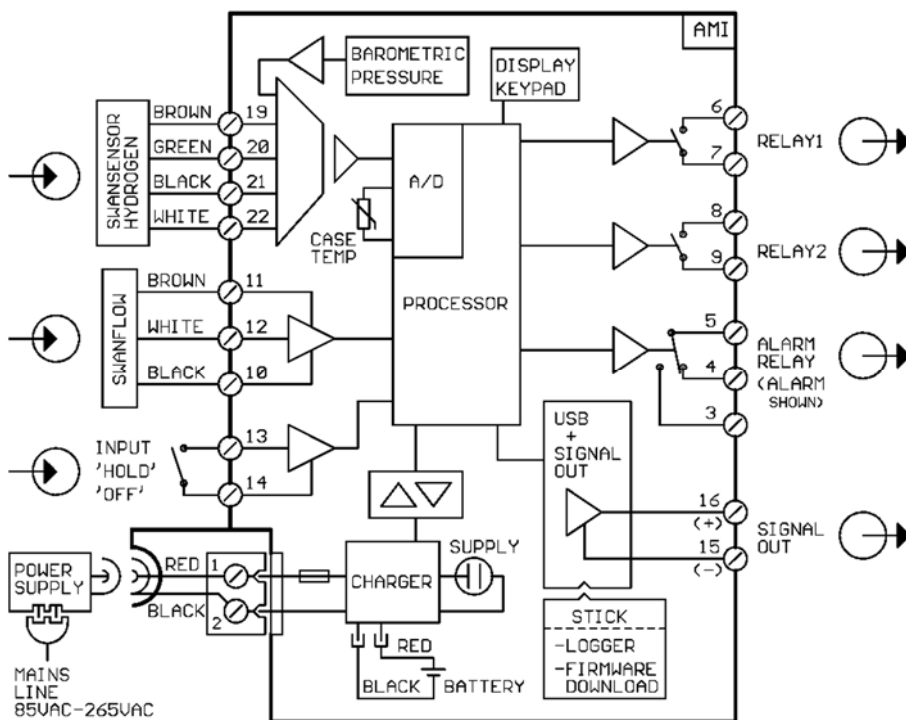 AMI
BAROMETRIC
PRESSURE
DISPLAY
KEYPAD
SWANSENSOR
HYDROGEN
BROWN 19
GREEN 20
BLACK 21
WHITE 22
A/D
CASE
TEMP
PROCESSOR
6
7
RELAY1
8
9
RELAY2
SWANFLOW
BROWN 11
WHITE 12
BLACK 10
5
4
3
ALARM
RELAY
(ALARM
SHOWN)
INPUT
'HOLD'
'OFF'
13
14
USB
+
SIGNAL
OUT
16
(+)
15
(-)
SIGNAL
OUT
POWER
SUPPLY
RED
BLACK
1
2
CHARGER
SUPPLY
RED
BLACK
BATTERY
STICK
-LOGGER
-FIRMWARE
DOWNLOAD
MAINS
LINE
85VAC-265VAC